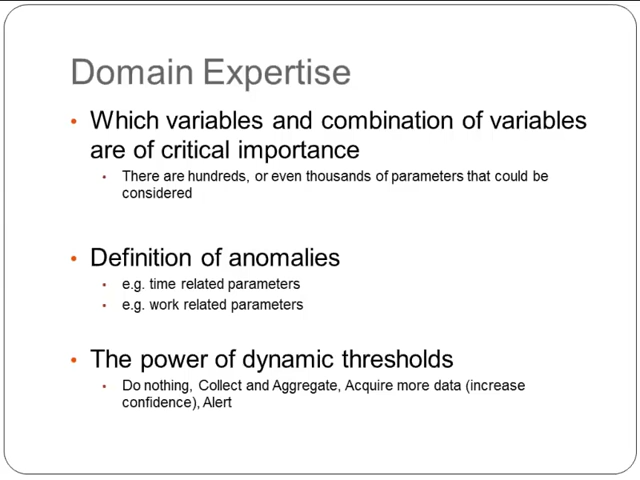 Domain Expertise
• Which variables and combination of variables
are of critical importance
• There are hundreds, or even thousands of parameters that could be
considered
• Definition of anomalies
• e.g. time related parameters
• e.g. work related parameters
• The power of dynamic thresholds
• Do nothing, Collect and Aggregate, Acquire more data (increase
confidence), Alert